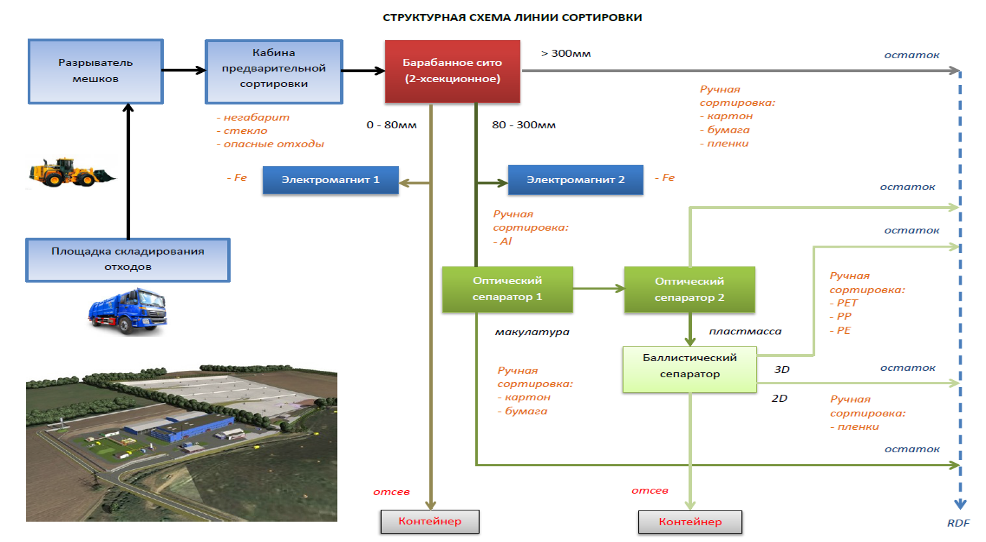 СТРУКТУРНАЯ СХЕМА ЛИНИИ СОРТИРОВКИ
Разрыватель
мешков
Кабина
предварительной
сортировки
Барабанное сито
(2-хсекционное)
> 300мм
остаток
- негабарит
- стекло
- опасные отходы
0 - 80мм
80 - 300мм
Ручная
сортировка:
- картон
- бумага
- пленки
- Fe
Электромагнит 1
Электромагнит 2
- Fe
остаток
Ручная
сортировка:
- Al
остаток
Площадка складирования
отходов
Оптический
сепаратор 1
Оптический
сепаратор 2
Ручная
сортировка:
- PET
- PP
- PE
макулатура
пластмасса
Баллистический
сепаратор
3D
остаток
2D
Ручная
сортировка:
- картон
- бумага
Ручная
сортировка:
- пленки
остаток
отсев
отсев
Контейнер
Контейнер
RDF